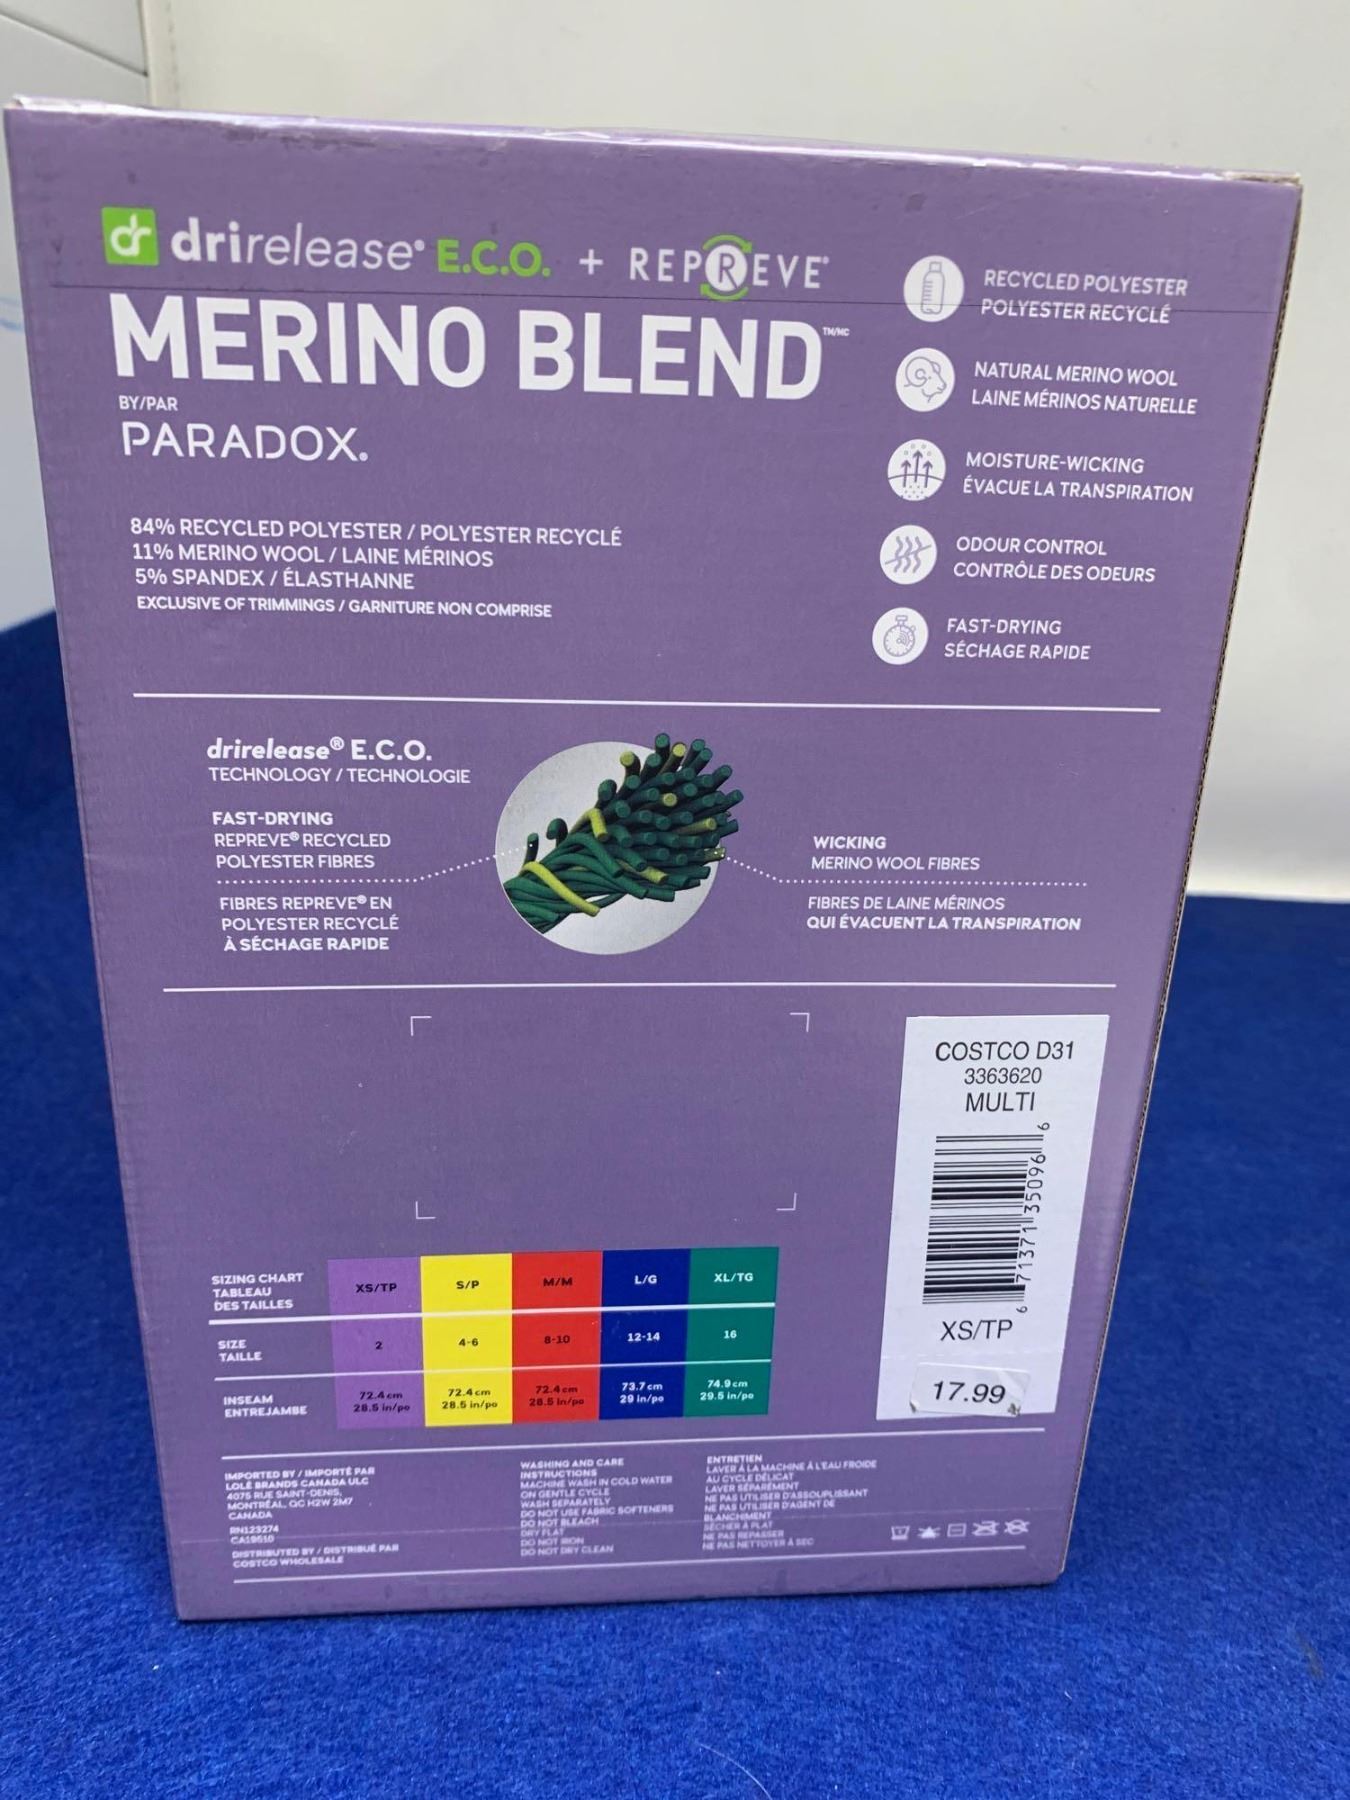 dr drirelease® E.C.O. + REPREVE®
MERINO BLEND™/MC
BY/PAR
PARADOX®
84% RECYCLED POLYESTER / POLYESTER RECYCLÉ
11% MERINO WOOL / LAINE MÉRINOS
5% SPANDEX / ÉLASTHANNE
EXCLUSIVE OF TRIMMINGS / GARNITURE NON COMPRISE
RECYCLED POLYESTER
POLYESTER RECYCLÉ
NATURAL MERINO WOOL
LAINE MÉRINOS NATURELLE
MOISTURE-WICKING
ÉVACUE LA TRANSPIRATION
ODOUR CONTROL
CONTRÔLE DES ODEURS
FAST-DRYING
SÉCHAGE RAPIDE
drirelease® E.C.O.
TECHNOLOGY / TECHNOLOGIE
FAST-DRYING
REPREVE® RECYCLED
POLYESTER FIBRES
FIBRES REPREVE® EN
POLYESTER RECYCLÉ
À SÉCHAGE RAPIDE
WICKING
MERINO WOOL FIBRES
FIBRES DE LAINE MÉRINOS
QUI ÉVACUENT LA TRANSPIRATION
COSTCO D31
3363620
MULTI
6 71371 35096 6
XS/TP
17.99
SIZING CHART
TABLEAU
DES TAILLES
XS/TP S/P M/M L/G XL/TG
SIZE
TAILLE
2 4-6 8-10 12-14 16
INSEAM
ENTREJAMBE
72.4 cm 72.4 cm 72.4 cm 73.7 cm 74.9 cm
28.5 in/po 28.5 in/po 28.5 in/po 29 in/po 29.5 in/po
IMPORTED BY / IMPORTÉ PAR
LOLË BRANDS CANADA ULC
4075 RUE SAINT-DENIS,
MONTRÉAL, QC H2W 2M7
CANADA
RN123274
CA19510
DISTRIBUTED BY / DISTRIBUÉ PAR
COSTCO WHOLESALE
WASHING AND CARE
INSTRUCTIONS
MACHINE WASH IN COLD WATER
ON GENTLE CYCLE
WASH SEPARATELY
DO NOT USE FABRIC SOFTENERS
DO NOT BLEACH
DRY FLAT
DO NOT IRON
DO NOT DRY CLEAN
ENTRETIEN
LAVER À LA MACHINE À L'EAU FROIDE
AU CYCLE DÉLICAT
LAVER SÉPARÉMENT
NE PAS UTILISER D'ASSOUPLISSANT
NE PAS UTILISER D'AGENT DE
BLANCHIMENT
SÉCHER À PLAT
NE PAS REPASSER
NE PAS NETTOYER À SEC